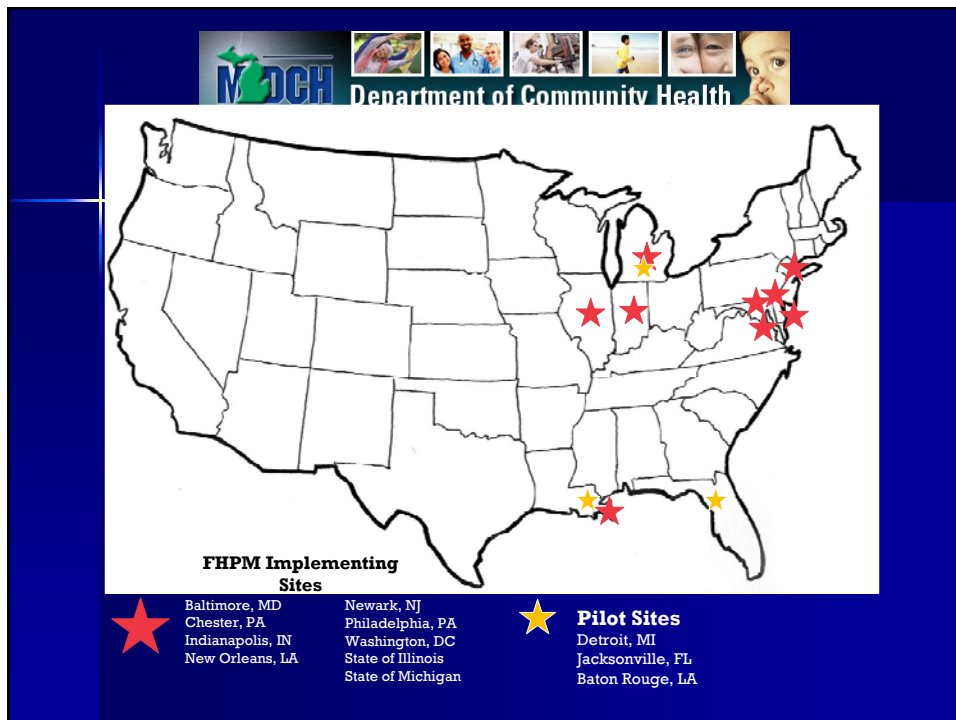 MDCH
Department of Community Health
FHPM Implementing
Sites
Baltimore, MD
Chester, PA
Indianapolis, IN
New Orleans, LA
Newark, NJ
Philadelphia, PA
Washington, DC
State of Illinois
State of Michigan
Pilot Sites
Detroit, MI
Jacksonville, FL
Baton Rouge, LA